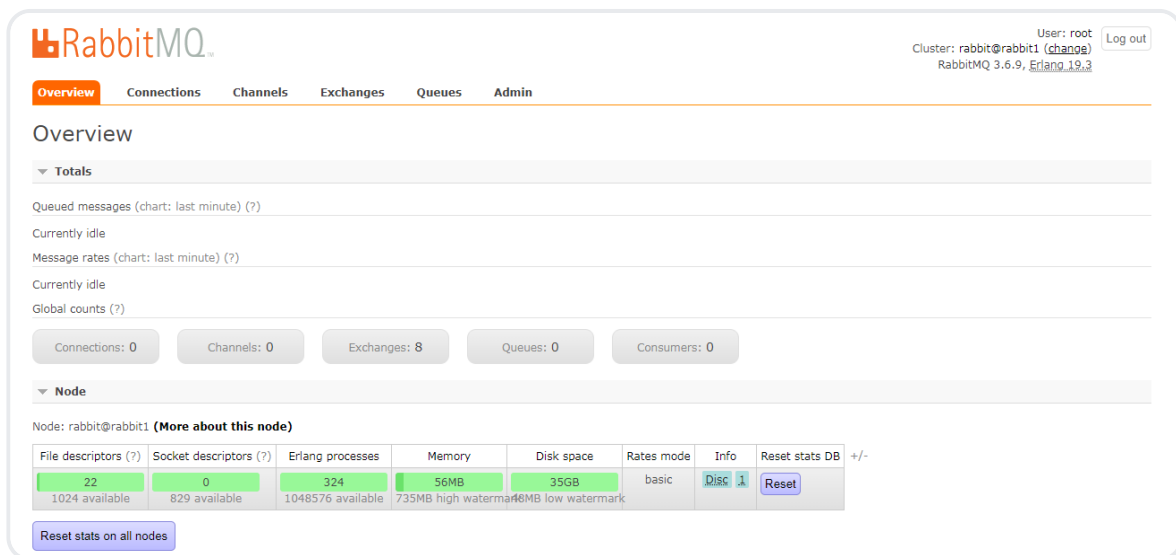 RabbitMQ
User: root
Log out
Cluster: rabbit@rabbit1 (change)
RabbitMQ 3.6.9, Erlang 19.3
Overview Connections Channels Exchanges Queues Admin
Overview
Totals
Queued messages (chart: last minute) (?)
Currently idle
Message rates (chart: last minute) (?)
Currently idle
Global counts (?)
Connections: 0 Channels: 0 Exchanges: 8 Queues: 0 Consumers: 0
Node
Node: rabbit@rabbit1 (More about this node)
File descriptors (?) Socket descriptors (?) Erlang processes Memory Disk space Rates mode Info Reset stats DB +/-
22 0 324 56MB 35GB basic Disc 1 Reset
1024 available 829 available 1048576 available 735MB high watermark 48MB low watermark
Reset stats on all nodes